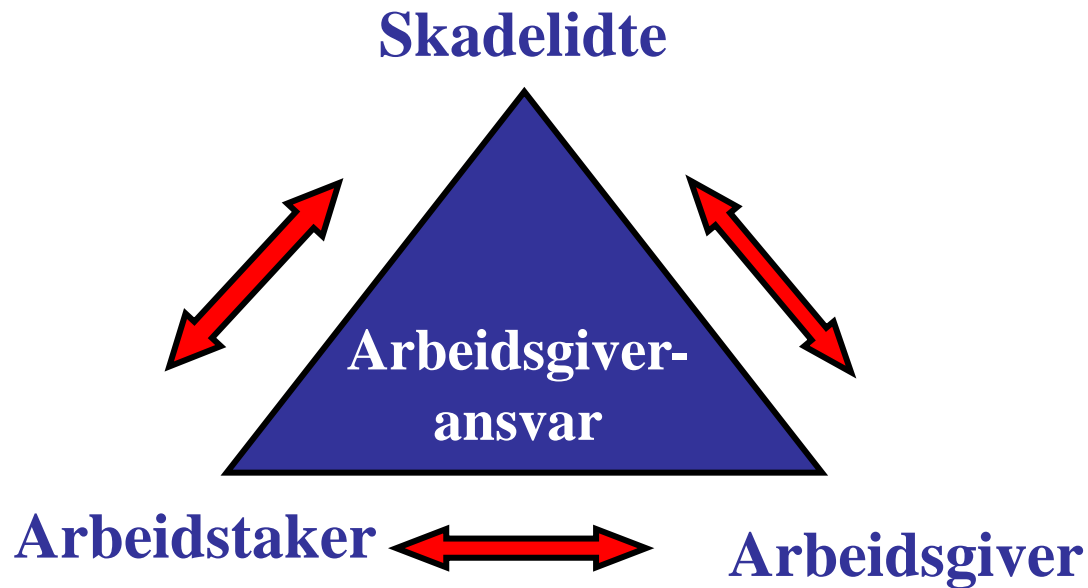 Skadelidte
Arbeidsgiver-
ansvar
Arbeidstaker
Arbeidsgiver